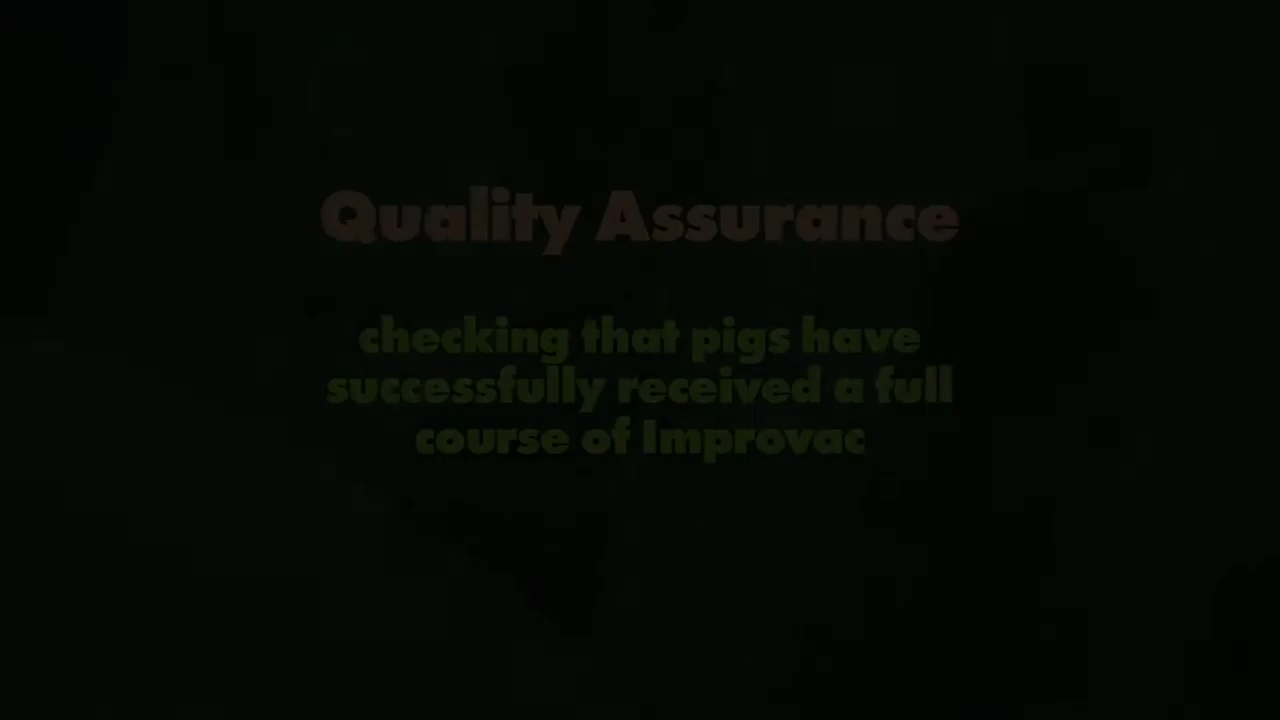 Quality Assurance
checking that pigs have
successfully received a full
course of Improvac